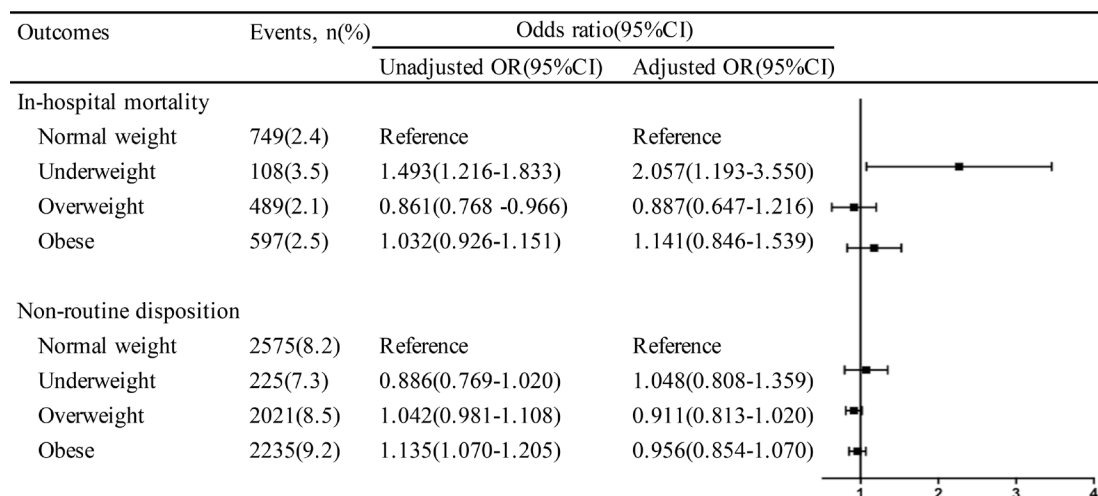 Outcomes Events, n(%) Odds ratio(95%CI)
Unadjusted OR(95%CI) Adjusted OR(95%CI)
In-hospital mortality
Normal weight 749(2.4) Reference Reference
Underweight 108(3.5) 1.493(1.216-1.833) 2.057(1.193-3.550)
Overweight 489(2.1) 0.861(0.768 -0.966) 0.887(0.647-1.216)
Obese 597(2.5) 1.032(0.926-1.151) 1.141(0.846-1.539)
Non-routine disposition
Normal weight 2575(8.2) Reference Reference
Underweight 225(7.3) 0.886(0.769-1.020) 1.048(0.808-1.359)
Overweight 2021(8.5) 1.042(0.981-1.108) 0.911(0.813-1.020)
Obese 2235(9.2) 1.135(1.070-1.205) 0.956(0.854-1.070)
1 2 3 4